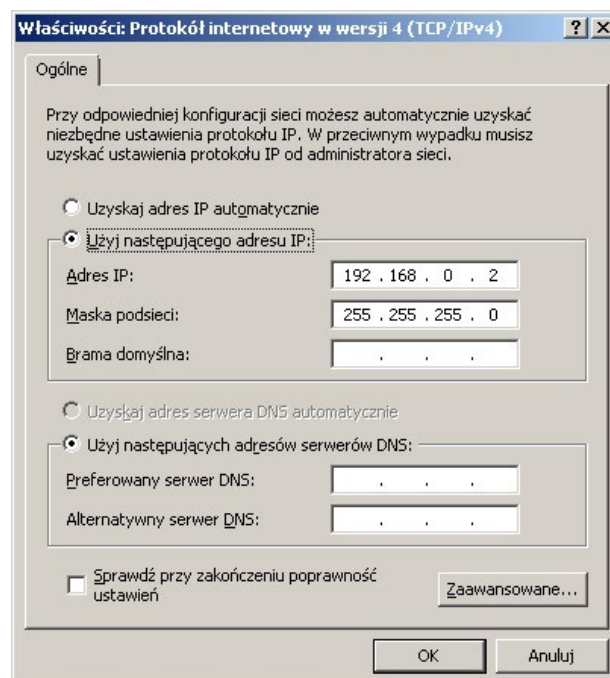 Właściwości: Protokół internetowy w wersji 4 (TCP/IPv4)
Ogólne
Przy odpowiedniej konfiguracji sieci możesz automatycznie uzyskać
niezbędne ustawienia protokołu IP. W przeciwnym wypadku musisz
uzyskać ustawienia protokołu IP od administratora sieci.
Uzyskaj adres IP automatycznie
Użyj następującego adresu IP:
Adres IP: 192 . 168 . 0 . 2
Maska podsieci: 255 . 255 . 255 . 0
Brama domyślna: . . .
Uzyskaj adres serwera DNS automatycznie
Użyj następujących adresów serwerów DNS:
Preferowany serwer DNS: . . .
Alternatywny serwer DNS: . . .
Sprawdź przy zakończeniu poprawność
ustawień
Zaawansowane...
OK Anuluj